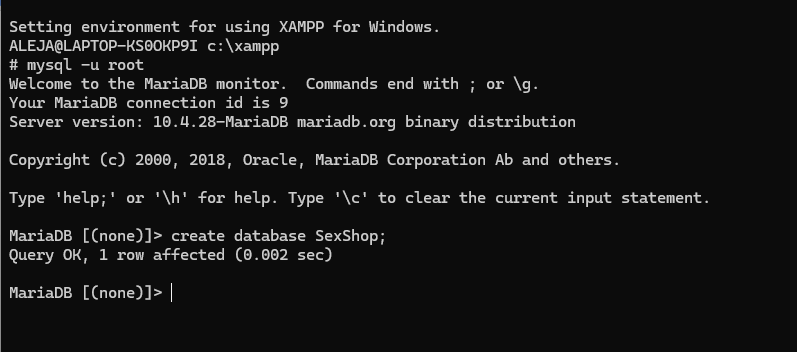 Setting environment for using XAMPP for Windows.
ALEJA@LAPTOP-KS0OKP9I c:\xampp
# mysql -u root
Welcome to the MariaDB monitor.  Commands end with ; or \g.
Your MariaDB connection id is 9
Server version: 10.4.28-MariaDB mariadb.org binary distribution
Copyright (c) 2000, 2018, Oracle, MariaDB Corporation Ab and others.
Type 'help;' or '\h' for help. Type '\c' to clear the current input statement.
MariaDB [(none)]> create database SexShop;
Query OK, 1 row affected (0.002 sec)
MariaDB [(none)]>